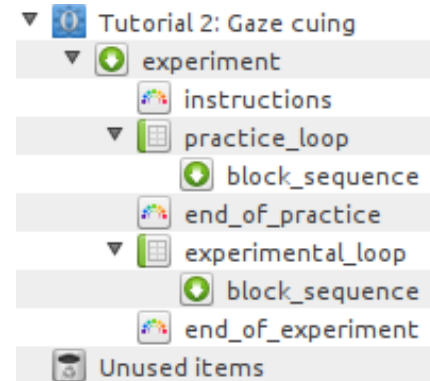 Tutorial 2: Gaze cuing
experiment
instructions
practice_loop
block_sequence
end_of_practice
experimental_loop
block_sequence
end_of_experiment
Unused items